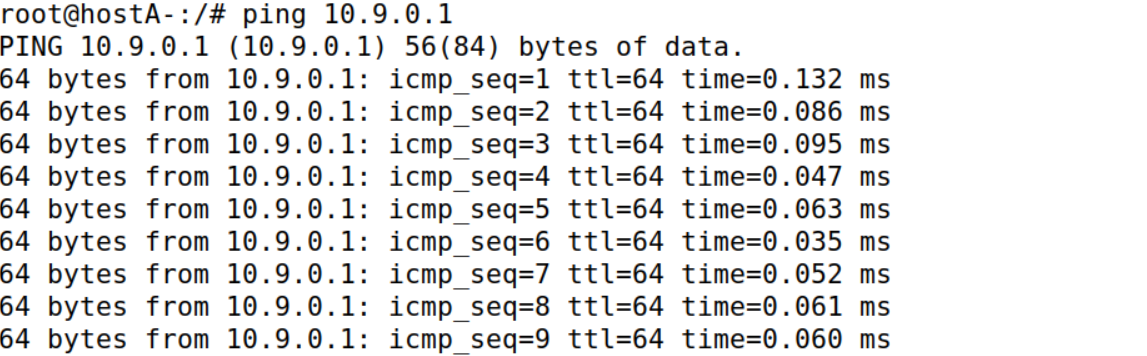 root@hostA-:/# ping 10.9.0.1
PING 10.9.0.1 (10.9.0.1) 56(84) bytes of data.
64 bytes from 10.9.0.1: icmp_seq=1 ttl=64 time=0.132 ms
64 bytes from 10.9.0.1: icmp_seq=2 ttl=64 time=0.086 ms
64 bytes from 10.9.0.1: icmp_seq=3 ttl=64 time=0.095 ms
64 bytes from 10.9.0.1: icmp_seq=4 ttl=64 time=0.047 ms
64 bytes from 10.9.0.1: icmp_seq=5 ttl=64 time=0.063 ms
64 bytes from 10.9.0.1: icmp_seq=6 ttl=64 time=0.035 ms
64 bytes from 10.9.0.1: icmp_seq=7 ttl=64 time=0.052 ms
64 bytes from 10.9.0.1: icmp_seq=8 ttl=64 time=0.061 ms
64 bytes from 10.9.0.1: icmp_seq=9 ttl=64 time=0.060 ms